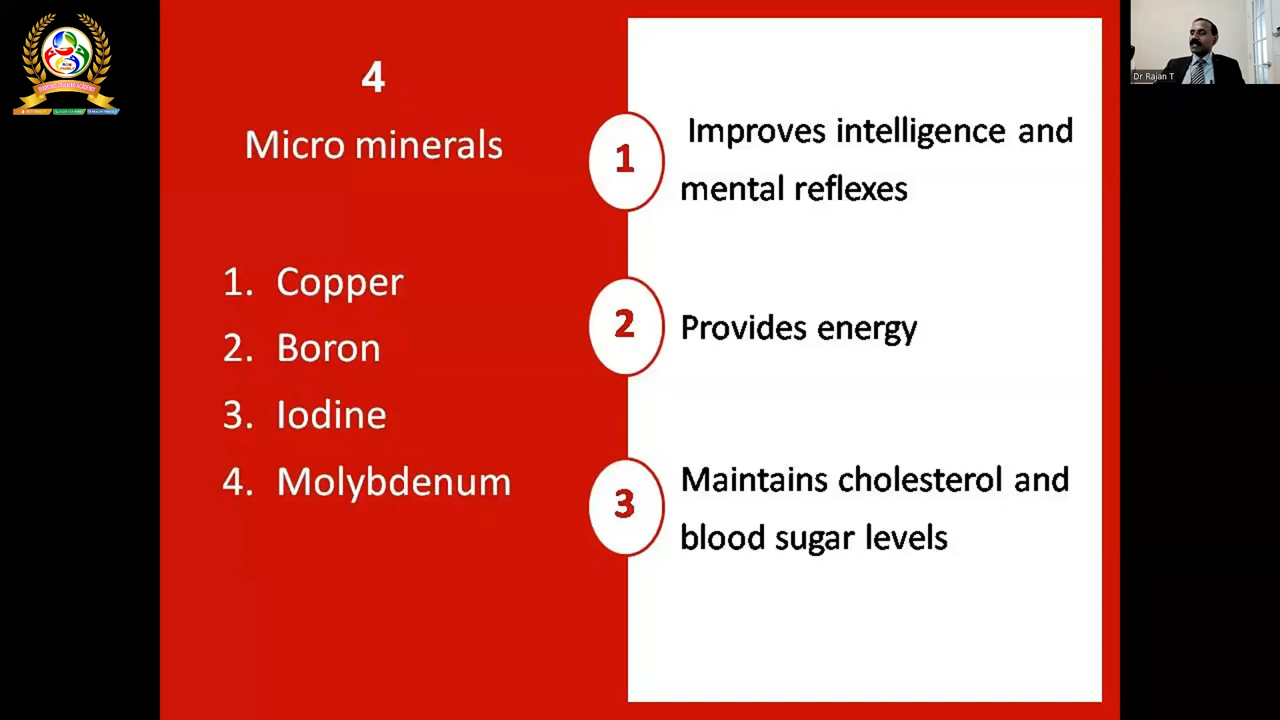 4
Micro minerals
1. Copper
2. Boron
3. Iodine
4. Molybdenum
1
Improves intelligence and
mental reflexes
2
Provides energy
3
Maintains cholesterol and
blood sugar levels
Dr Rajan T